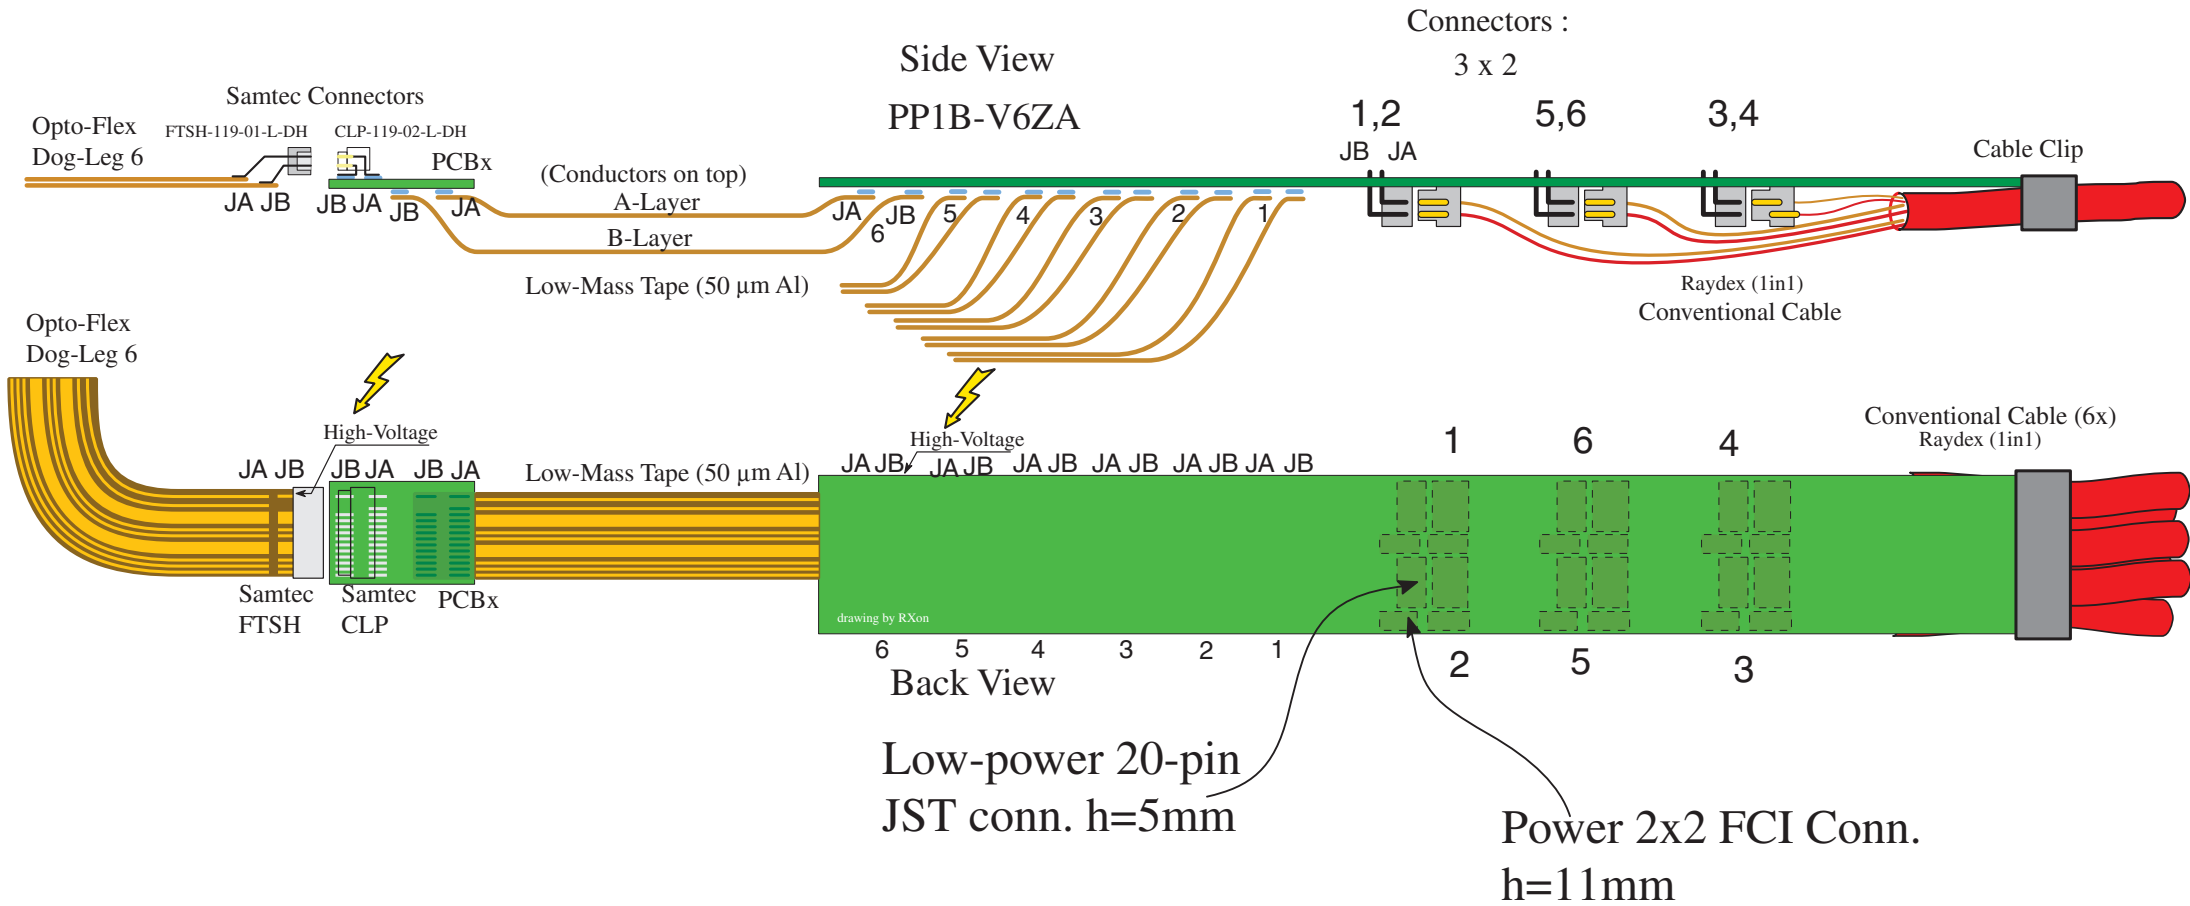 Connectors :
3 x 2
Side View
PP1B-V6ZA
Samtec Connectors
FTSH-119-01-L-DH
CLP-119-02-L-DH
Opto-Flex
Dog-Leg 6
PCBx
JA JB
JB JA
JB
JA
(Conductors on top)
A-Layer
B-Layer
Low-Mass Tape (50 µm Al)
JA
JB
6
5
4
3
2
1
1,2
5,6
3,4
JB JA
Cable Clip
Raydex (1in1)
Conventional Cable
Opto-Flex
Dog-Leg 6
High-Voltage
JA JB
JB JA
JB JA
Low-Mass Tape (50 µm Al)
High-Voltage
JA JB
JA JB
JA JB
JA JB
JA JB
JA JB
1
6
4
Conventional Cable (6x)
Raydex (1in1)
Samtec
FTSH
Samtec
CLP
PCBx
drawing by RXon
6
5
4
3
2
1
2
5
3
Back View
Low-power 20-pin
JST conn. h=5mm
Power 2x2 FCI Conn.
h=11mm